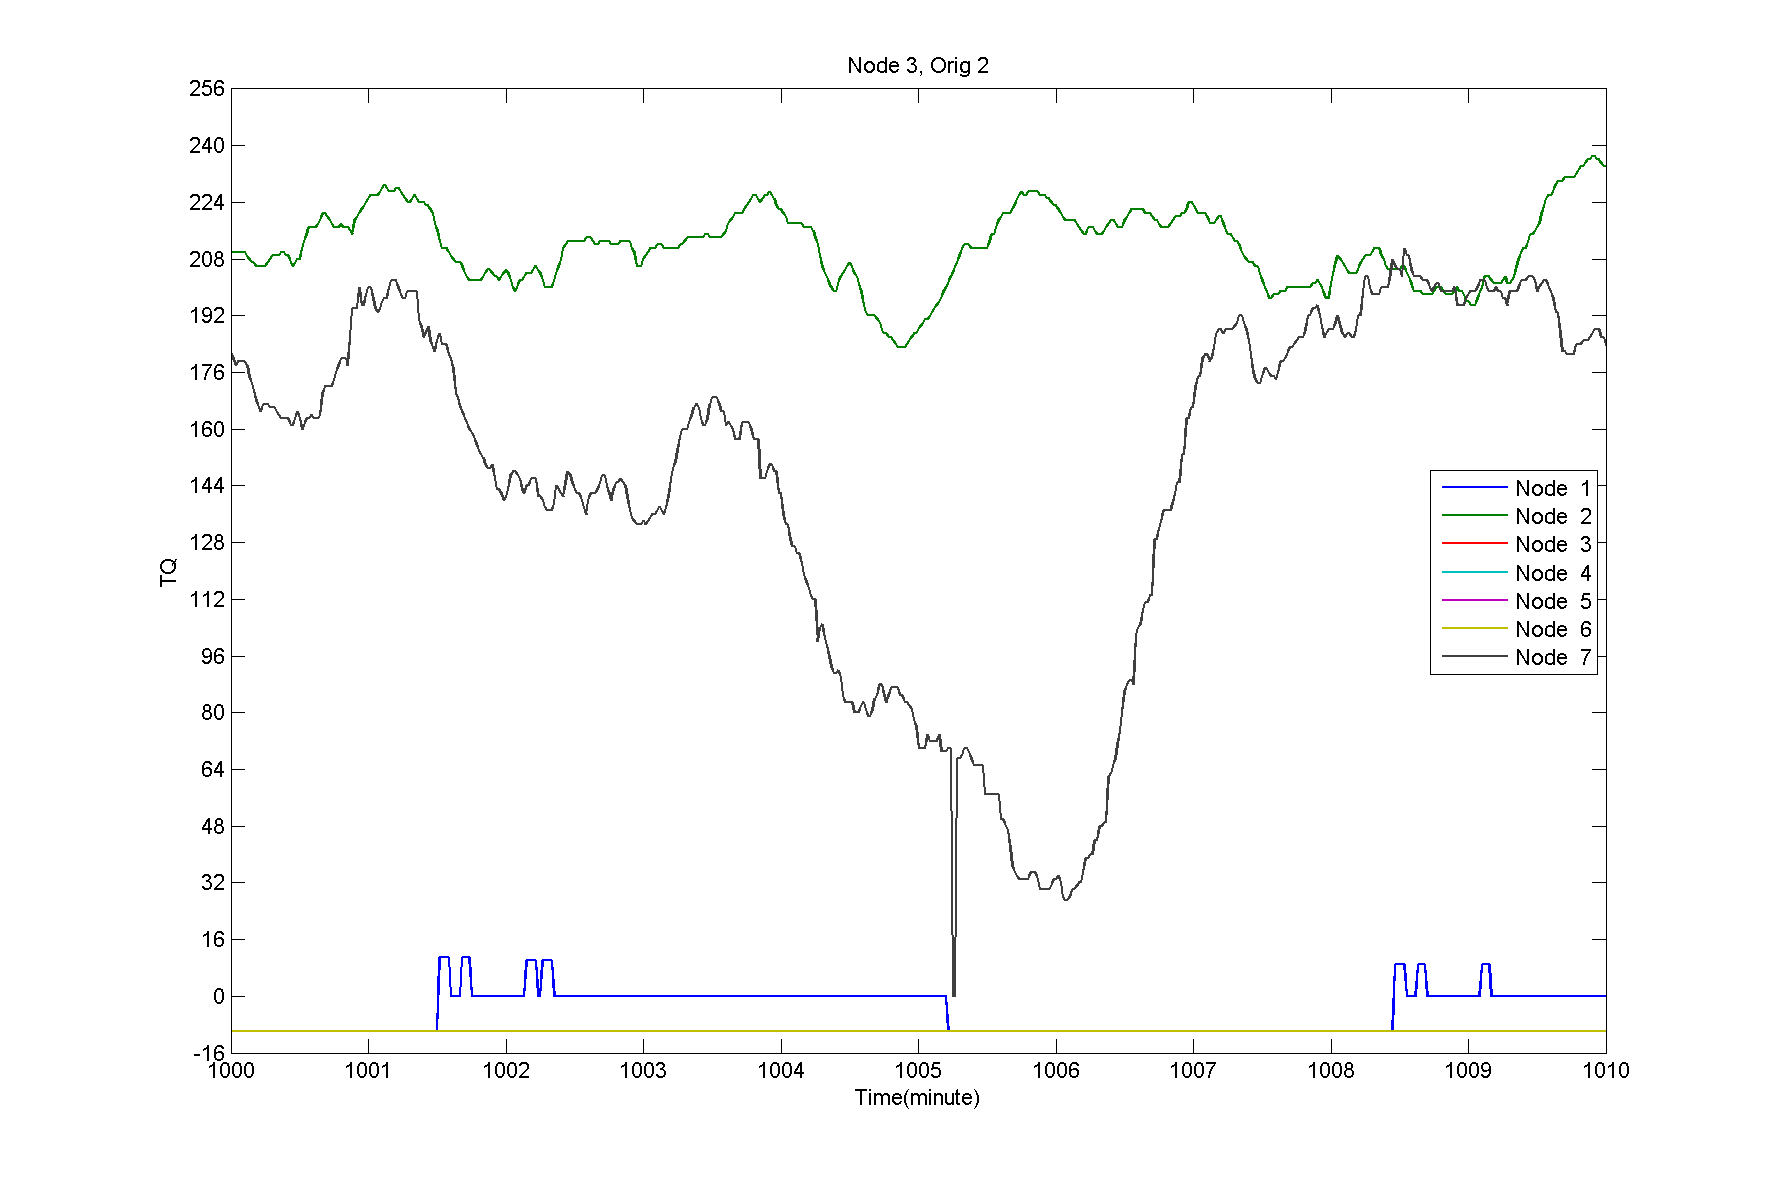 Node 3, Orig 2
256
240
224
208
192
176
160
144
128
112
96
80
64
48
32
16
0
-16
TQ
Node 1
Node 2
Node 3
Node 4
Node 5
Node 6
Node 7
1000 1001 1002 1003 1004 1005 1006 1007 1008 1009 1010
Time(minute)